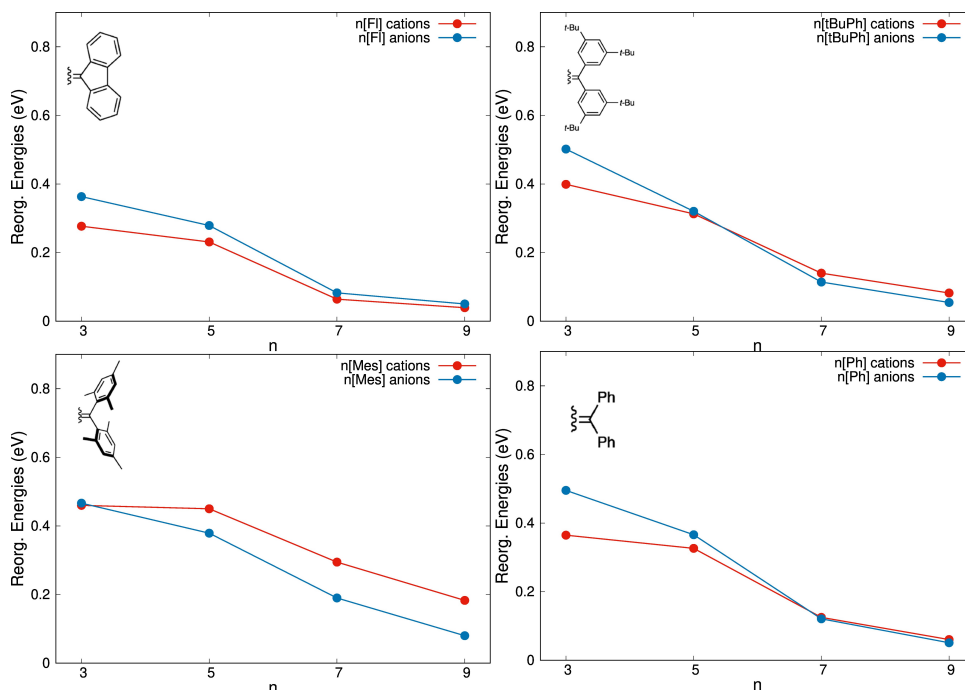 n[Fl] cations
n[Fl] anions
Reorg. Energies (eV)
0.8
0.6
0.4
0.2
0
3
5
7
9
n
n[tBuPh] cations
n[tBuPh] anions
t-Bu
t-Bu
t-Bu
t-Bu
Reorg. Energies (eV)
0.8
0.6
0.4
0.2
0
3
5
7
9
n
n[Mes] cations
n[Mes] anions
Reorg. Energies (eV)
0.8
0.6
0.4
0.2
0
3
5
7
9
n
n[Ph] cations
n[Ph] anions
Ph
Ph
Reorg. Energies (eV)
0.8
0.6
0.4
0.2
0
3
5
7
9
n